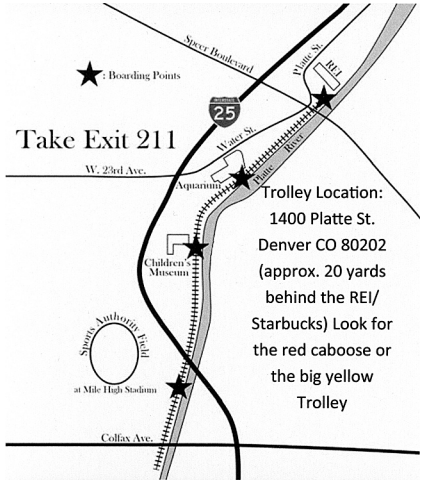 Speer Boulevard
Platte St.
REI
: Boarding Points
INTERSTATE
25
Take Exit 211
Water St.
W. 23rd Ave.
Aquarium
Platte River
Trolley Location:
1400 Platte St.
Denver CO 80202
(approx. 20 yards
behind the REI/
Starbucks) Look for
the red caboose or
the big yellow
Trolley
Children's
Museum
Sports Authority Field
at Mile High Stadium
Colfax Ave.